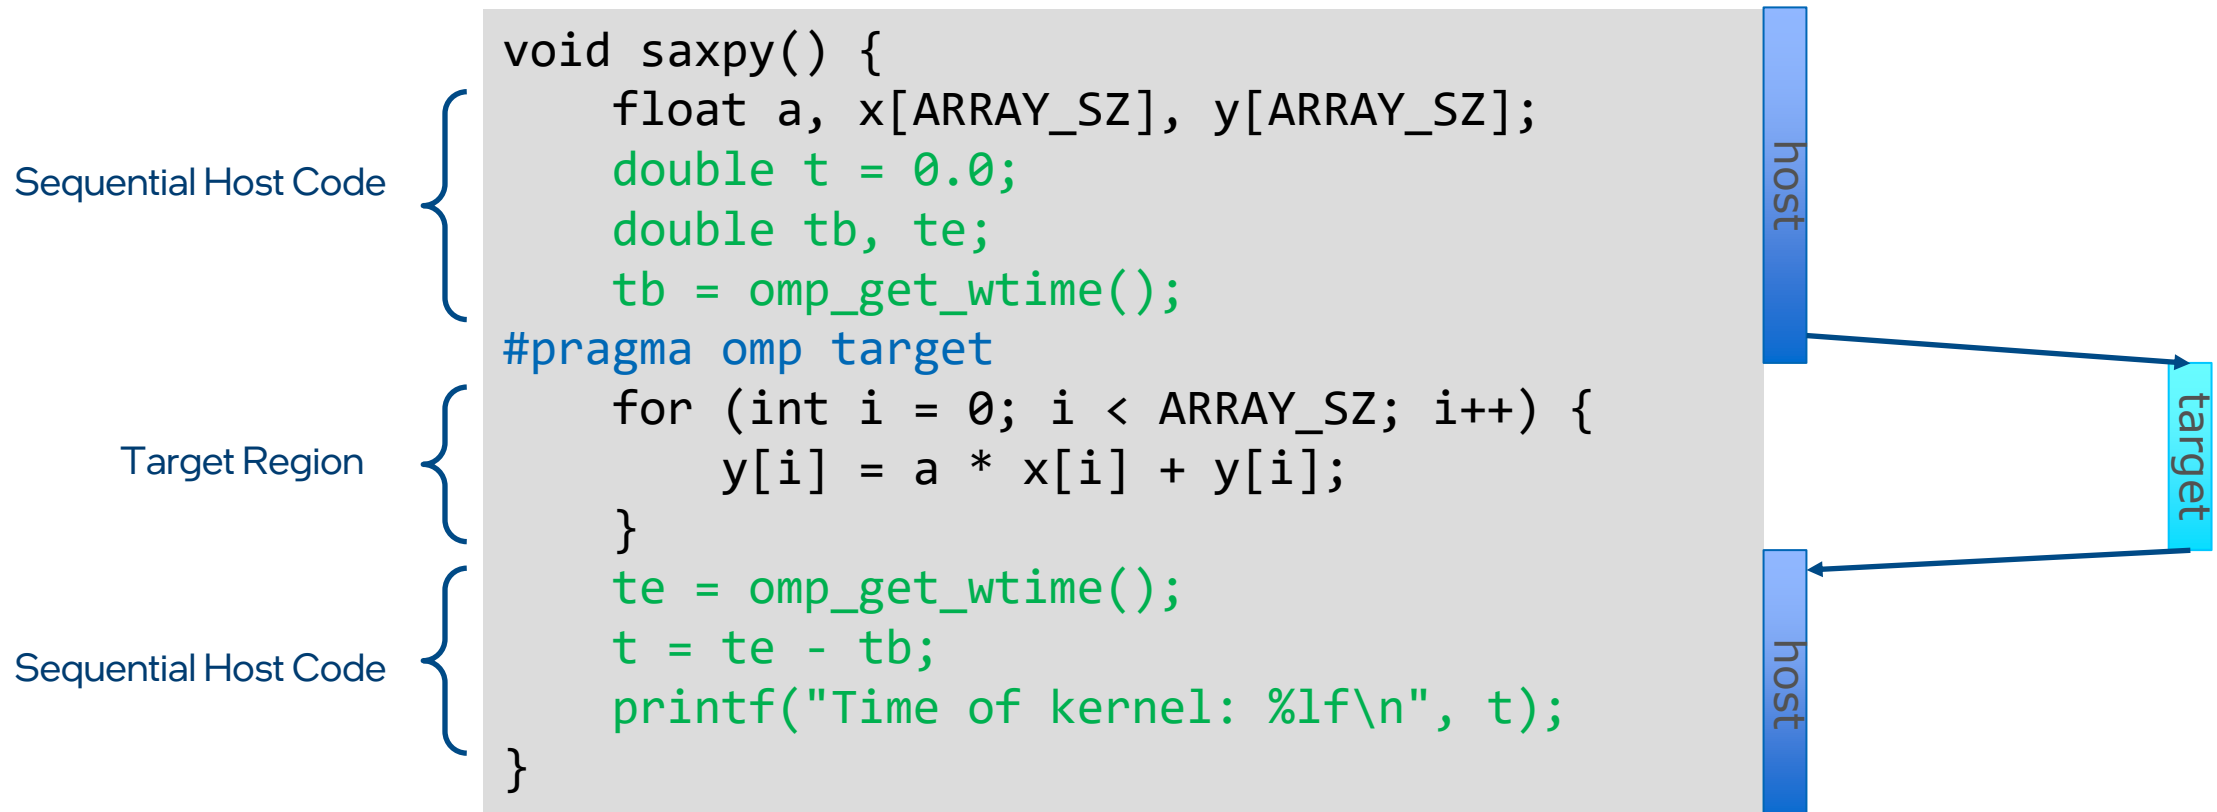 void saxpy() {
float a, x[ARRAY_SZ], y[ARRAY_SZ];
Sequential Host Code
double t = 0.0;
double tb, te;
tb = omp_get_wtime();
host
#pragma omp target
for (int i = 0; i < ARRAY_SZ; i++) {
Target Region
y[i] = a * x[i] + y[i];
}
target
te = omp_get_wtime();
t = te - tb;
Sequential Host Code
printf("Time of kernel: %lf\n", t);
}
host